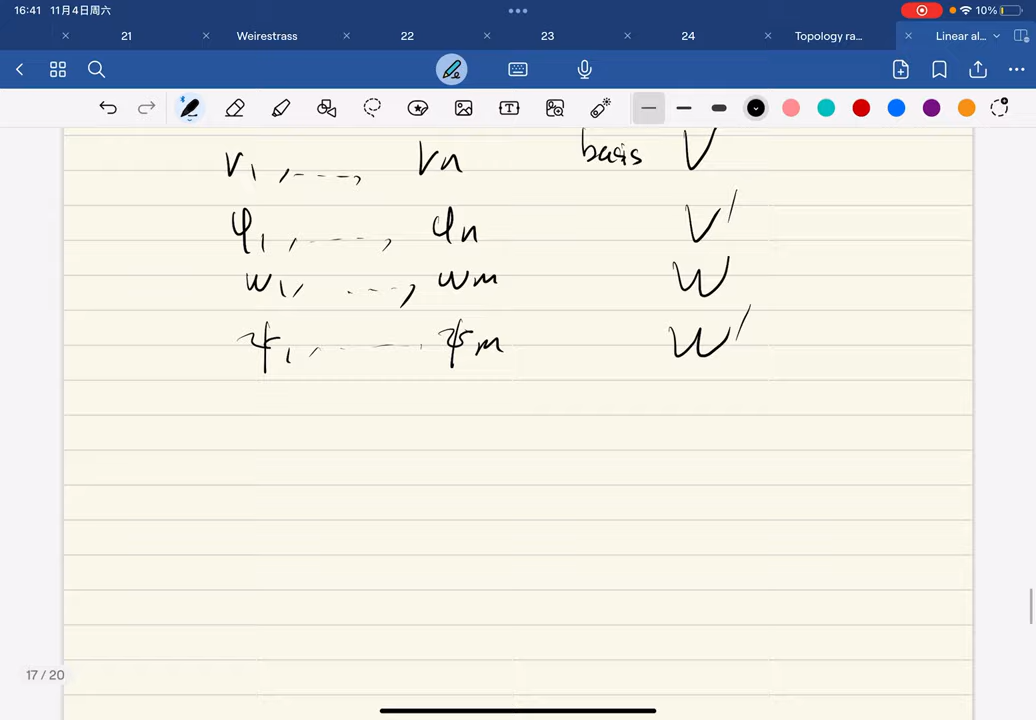 16:41 11月4日周六 10%
21 Weirestrass 22 23 24 Topology ra... Linear al...
v1, ----, vn basis V
φ1, ----, φn V'
w1, ----, wm W
ψ1, ----- ψm W'
17 / 20